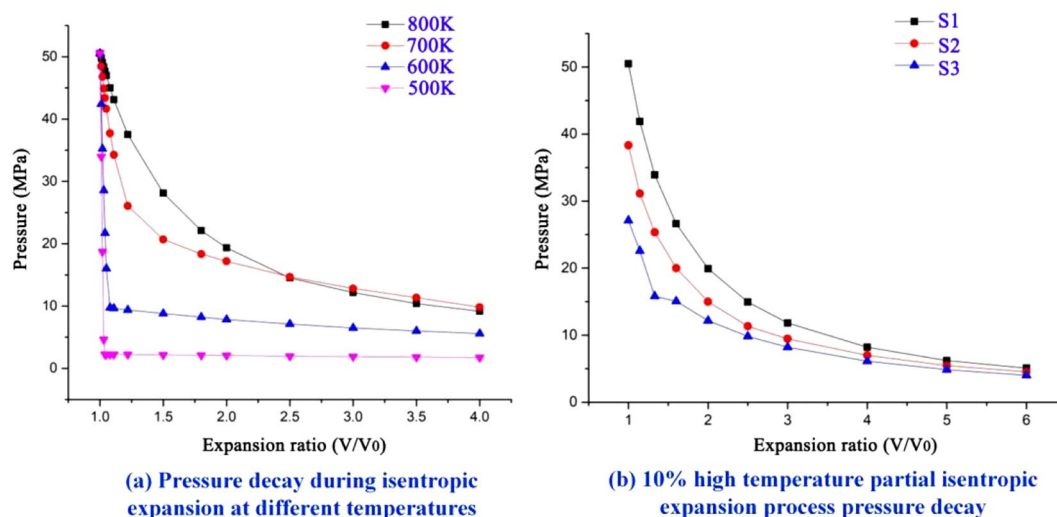 800K
700K
600K
500K
50
40
30
20
10
0
Pressure (MPa)
1.0 1.5 2.0 2.5 3.0 3.5 4.0
Expansion ratio (V/V0)
(a) Pressure decay during isentropic
expansion at different temperatures
S1
S2
S3
50
40
30
20
10
0
Pressure (MPa)
1 2 3 4 5 6
Expansion ratio (V/V0)
(b) 10% high temperature partial isentropic
expansion process pressure decay